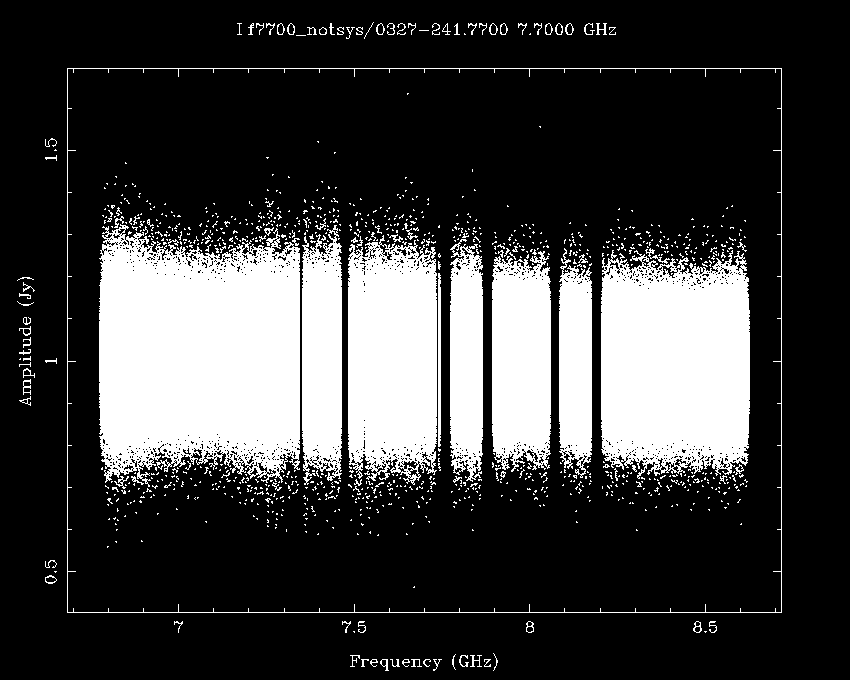 I f7700_notsys/0327-241.7700 7.7000 GHz
Amplitude (Jy)
1.5
1
0.5
7 7.5 8 8.5
Frequency (GHz)